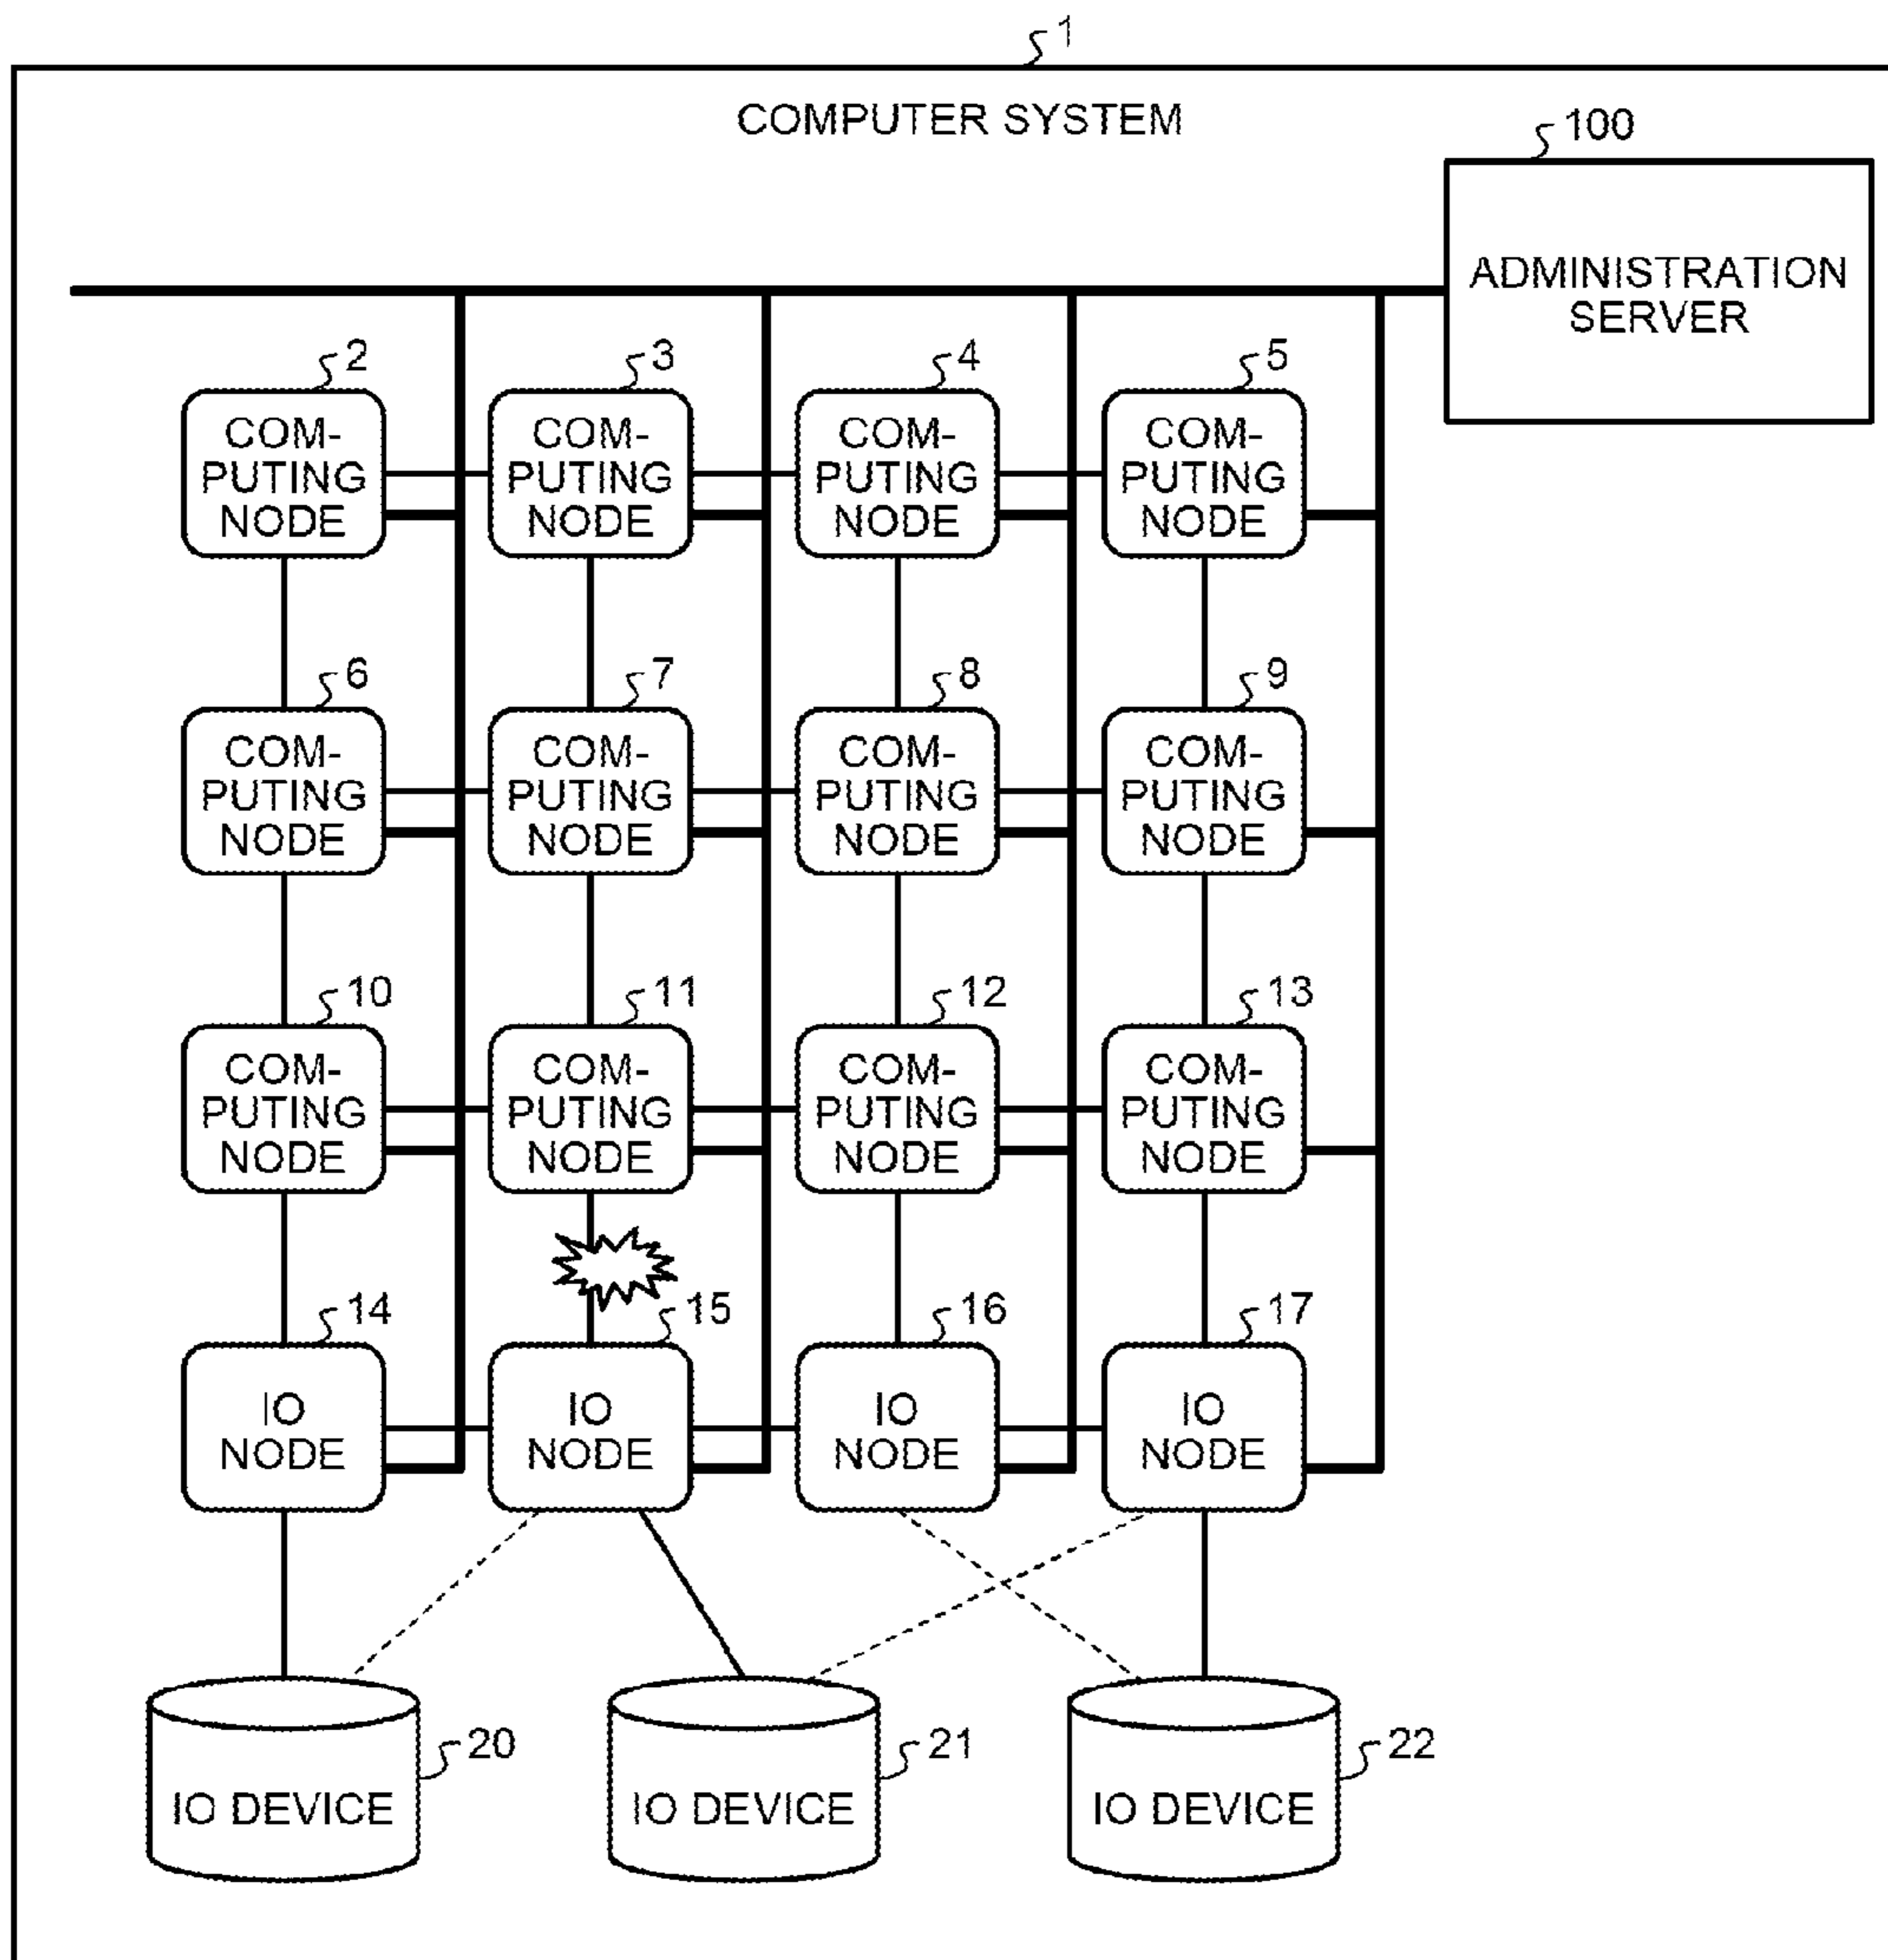 1
COMPUTER SYSTEM
100
ADMINISTRATION
SERVER
2
3
4
5
COM-
PUTING
NODE
COM-
PUTING
NODE
COM-
PUTING
NODE
COM-
PUTING
NODE
6
7
8
9
COM-
PUTING
NODE
COM-
PUTING
NODE
COM-
PUTING
NODE
COM-
PUTING
NODE
10
11
12
13
COM-
PUTING
NODE
COM-
PUTING
NODE
COM-
PUTING
NODE
COM-
PUTING
NODE
14
15
16
17
IO
NODE
IO
NODE
IO
NODE
IO
NODE
20
21
22
IO DEVICE
IO DEVICE
IO DEVICE